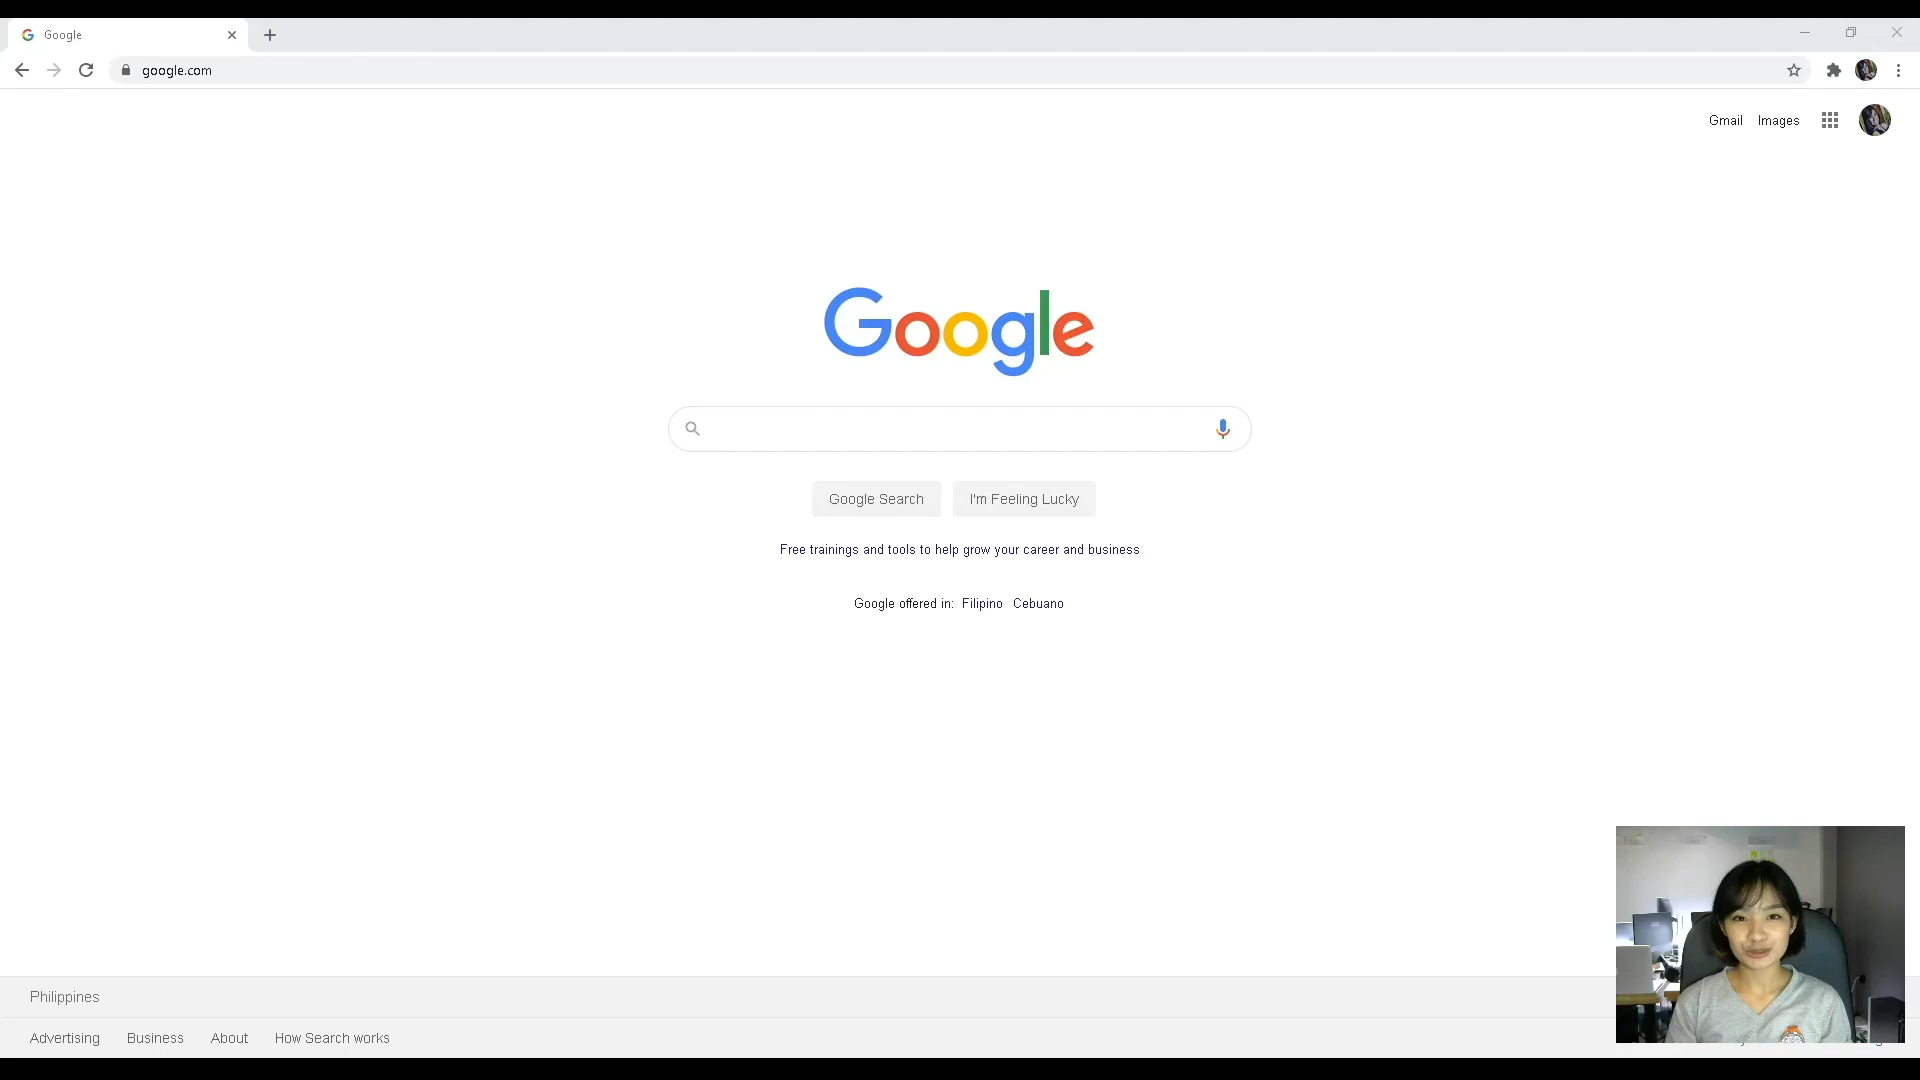 Google
google.com
Gmail Images
Google
Google Search I'm Feeling Lucky
Free trainings and tools to help grow your career and business
Google offered in: Filipino Cebuano
Philippines
Advertising Business About How Search works